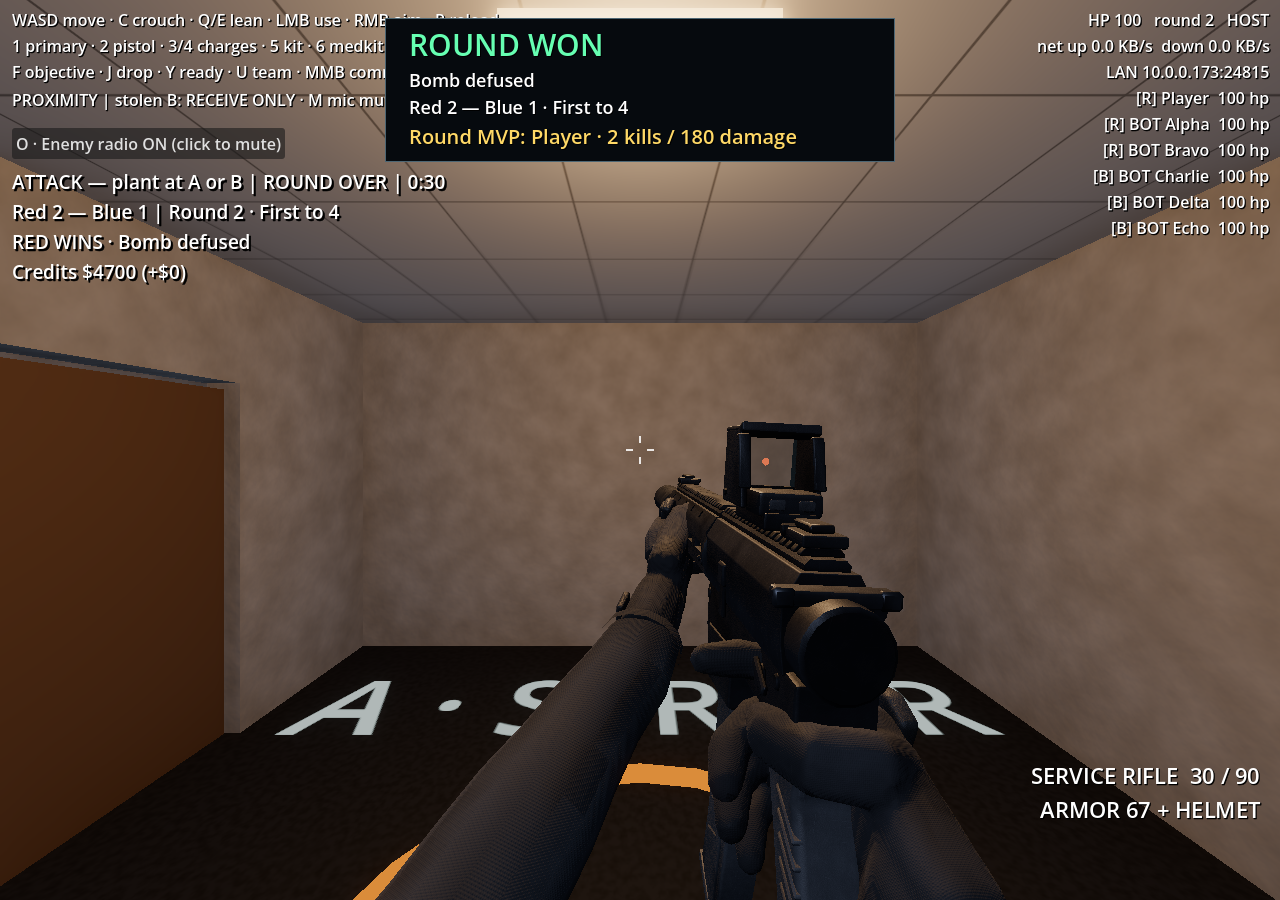 WASD move · C crouch · Q/E lean · LMB use · RMB aim · R reload
1 primary · 2 pistol · 3/4 charges · 5 kit · 6 medkit
F objective · J drop · Y ready · U team · MMB
PROXIMITY | stolen B: RECEIVE ONLY · M mic
O · Enemy radio ON (click to mute)
ATTACK — plant at A or B | ROUND OVER | 0:30
Red 2 — Blue 1 | Round 2 · First to 4
RED WINS · Bomb defused
Credits $4700 (+$0)
ROUND WON
Bomb defused
Red 2 — Blue 1 · First to 4
Round MVP: Player · 2 kills / 180 damage
HP 100 round 2 HOST
net up 0.0 KB/s down 0.0 KB/s
LAN 10.0.0.173:24815
[R] Player 100 hp
[R] BOT Alpha 100 hp
[R] BOT Bravo 100 hp
[B] BOT Charlie 100 hp
[B] BOT Delta 100 hp
[B] BOT Echo 100 hp
A · S
SERVICE RIFLE 30 / 90
ARMOR 67 + HELMET